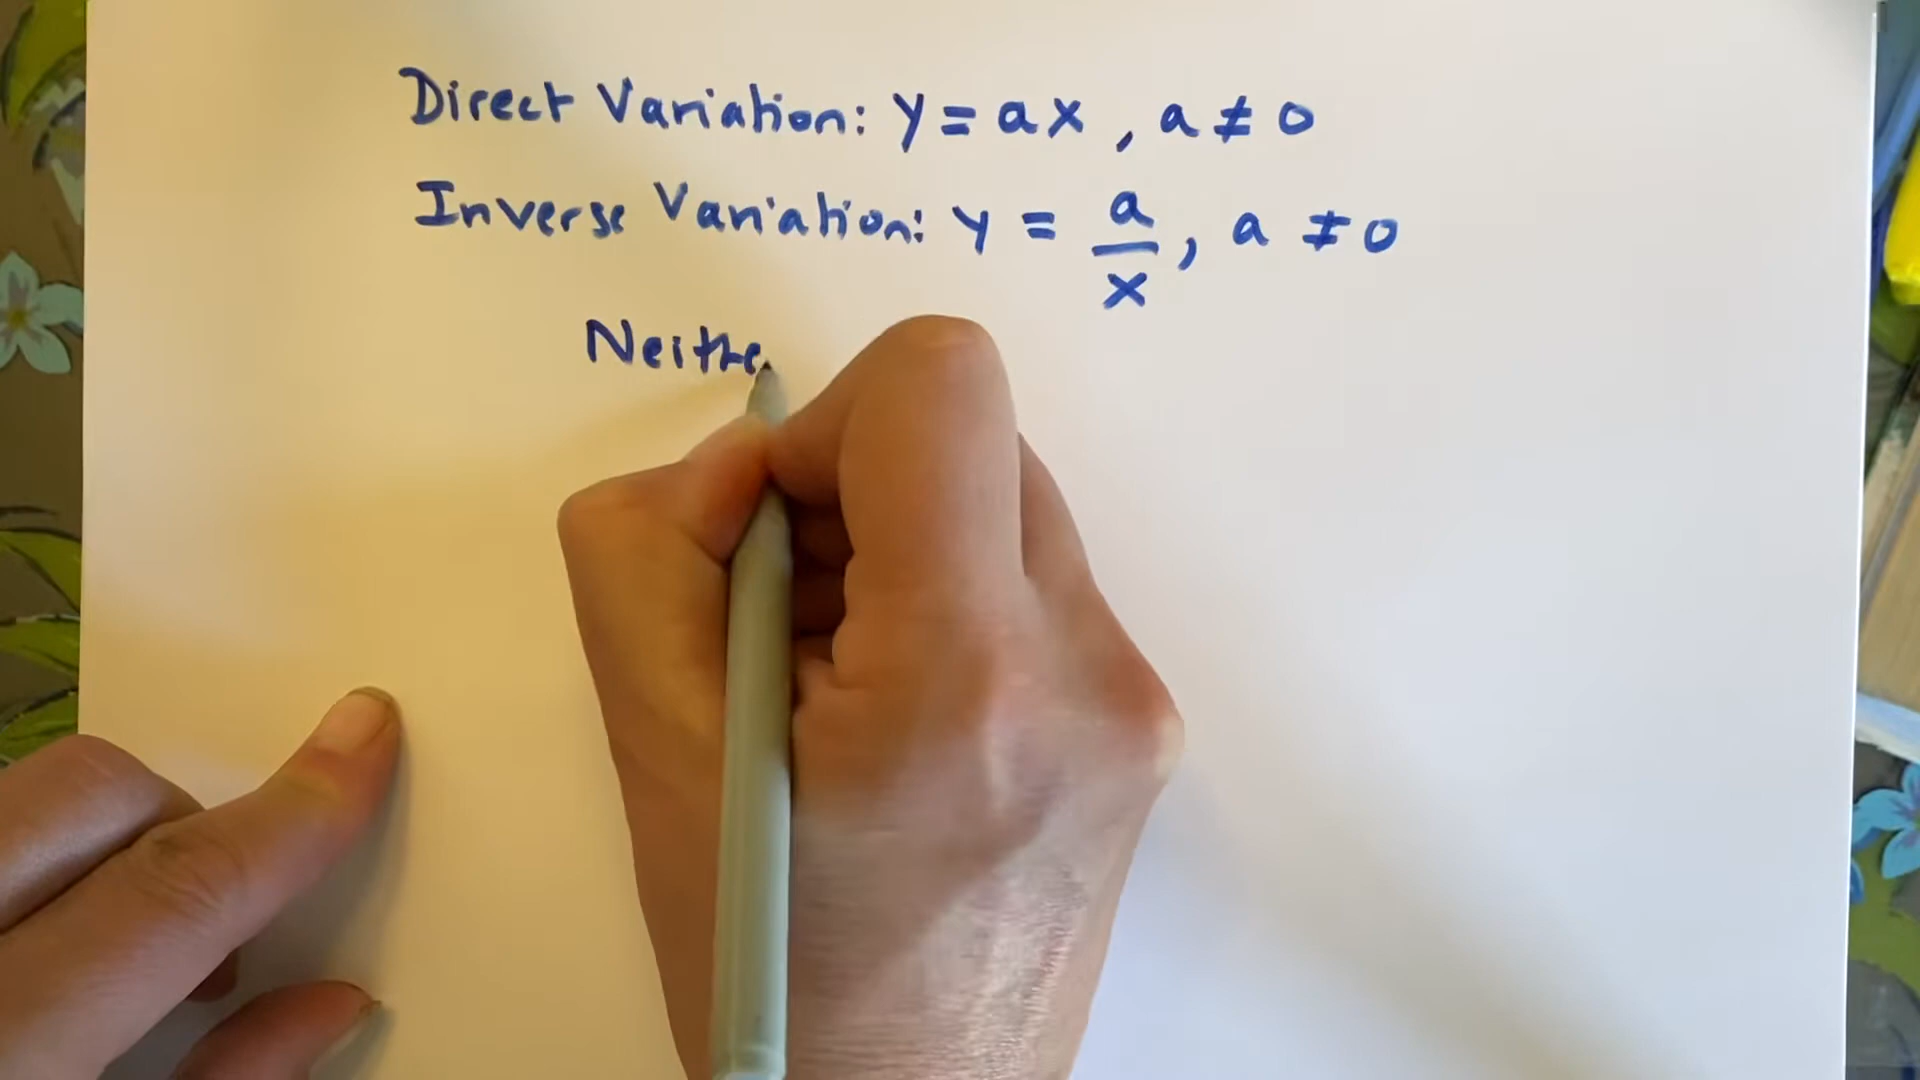 Direct Variation: y = ax, a ≠ 0
Inverse Variation: y = a/x, a ≠ 0
Neithe